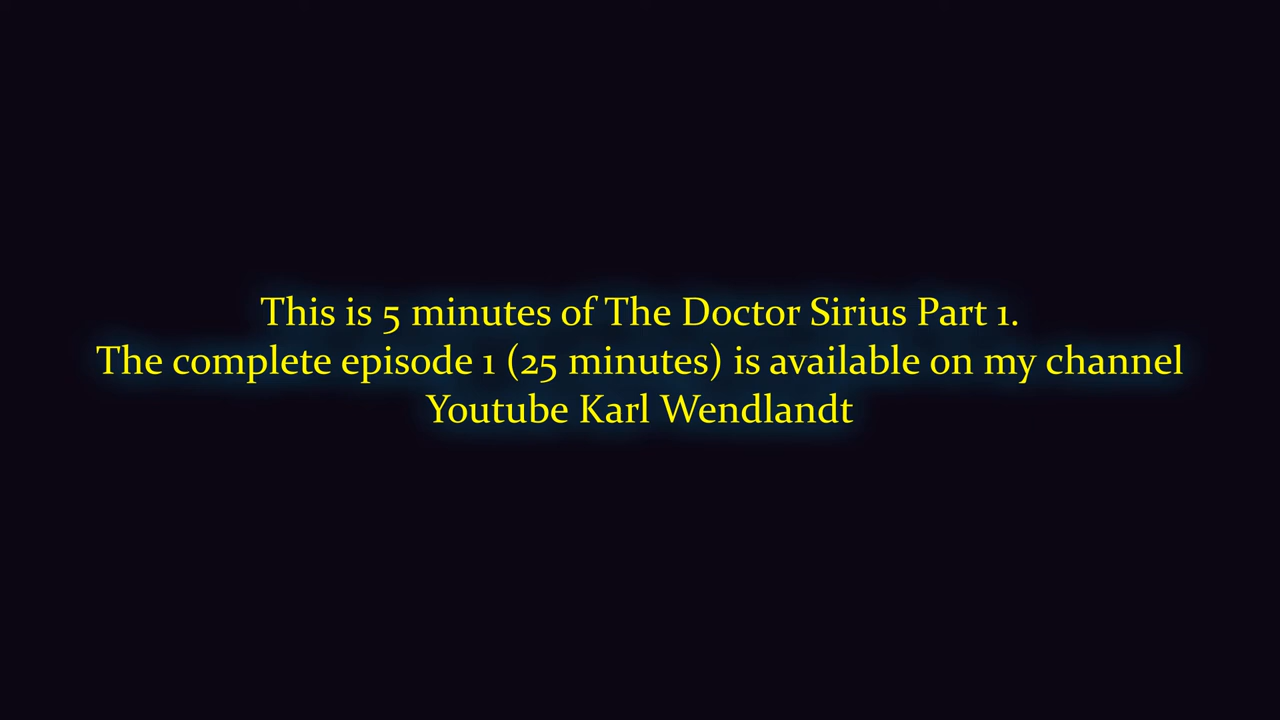 This is 5 minutes of The Doctor Sirius Part 1.
The complete episode 1 (25 minutes) is available on my channel
Youtube Karl Wendlandt